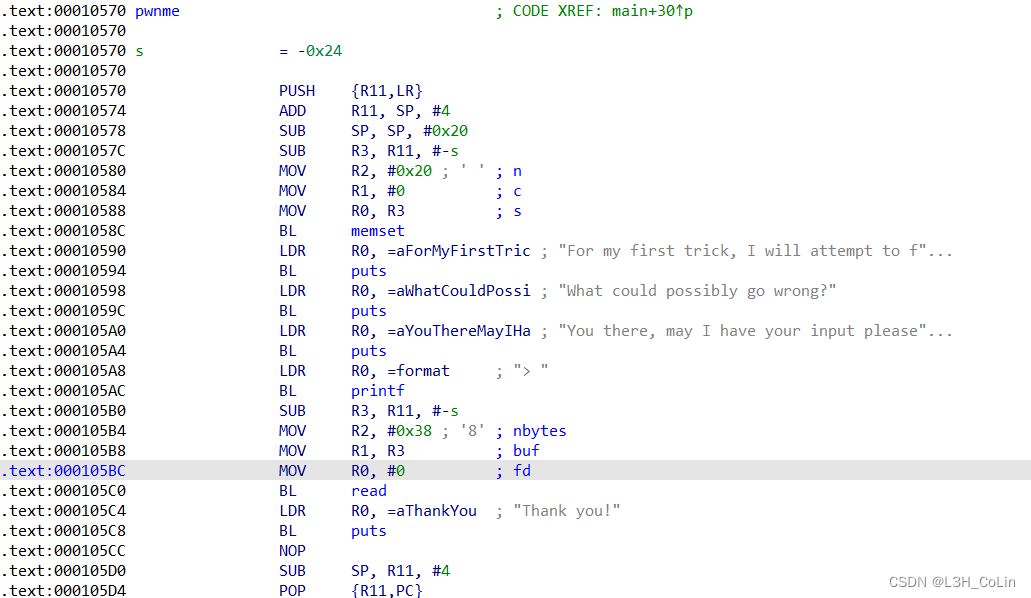 .text:00010570 pwnme ; CODE XREF: main+30↑p
.text:00010570
.text:00010570 s = -0x24
.text:00010570
.text:00010570 PUSH {R11,LR}
.text:00010574 ADD R11, SP, #4
.text:00010578 SUB SP, SP, #0x20
.text:0001057C SUB R3, R11, #-s
.text:00010580 MOV R2, #0x20 ; ' ' ; n
.text:00010584 MOV R1, #0 ; c
.text:00010588 MOV R0, R3 ; s
.text:0001058C BL memset
.text:00010590 LDR R0, =aForMyFirstTric ; "For my first trick, I will attempt to f"...
.text:00010594 BL puts
.text:00010598 LDR R0, =aWhatCouldPossi ; "What could possibly go wrong?"
.text:0001059C BL puts
.text:000105A0 LDR R0, =aYouThereMayIHa ; "You there, may I have your input please"...
.text:000105A4 BL puts
.text:000105A8 LDR R0, =format ; "> "
.text:000105AC BL printf
.text:000105B0 SUB R3, R11, #-s
.text:000105B4 MOV R2, #0x38 ; '8' ; nbytes
.text:000105B8 MOV R1, R3 ; buf
.text:000105BC MOV R0, #0 ; fd
.text:000105C0 BL read
.text:000105C4 LDR R0, =aThankYou ; "Thank you!"
.text:000105C8 BL puts
.text:000105CC NOP
.text:000105D0 SUB SP, R11, #4
.text:000105D4 POP {R11,PC}
CSDN @L3H_CoLin